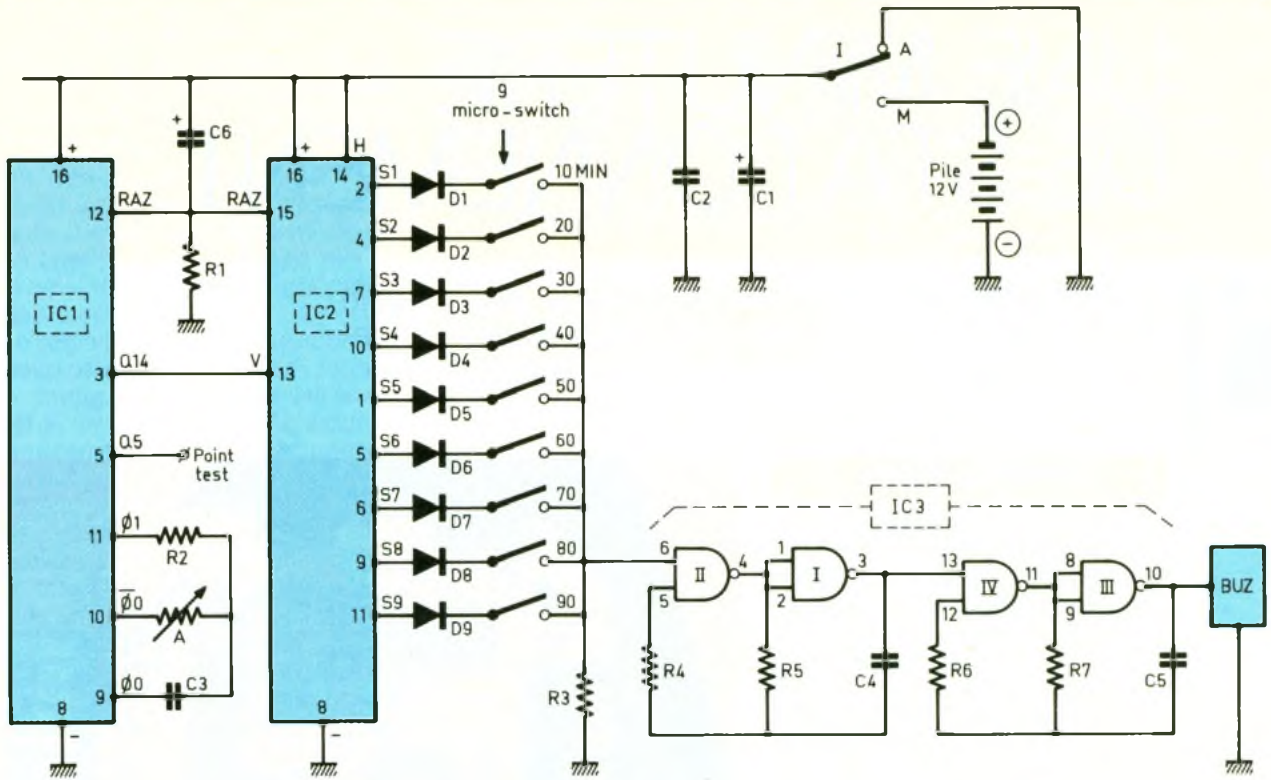 I
A
M
+
Pile
12 V
−
C2
+
C1
9
micro-switch
+
16
+
C6
+
16
H
14
12
RAZ
RAZ
15
R1
IC1
IC2
3
Q14
V
13
5
Q5
Point
test
11
Ø1
R2
10
Ø0
A
9
Ø0
C3
8
−
8
−
2
S1
D1
10 MIN
4
S2
D2
20
7
S3
D3
30
10
S4
D4
40
1
S5
D5
50
5
S6
D6
60
6
S7
D7
70
9
S8
D8
80
11
S9
D9
90
R3
IC3
6
5
II
4
1
2
I
3
13
12
IV
11
8
9
III
10
BUZ
R4
R5
C4
R6
R7
C5